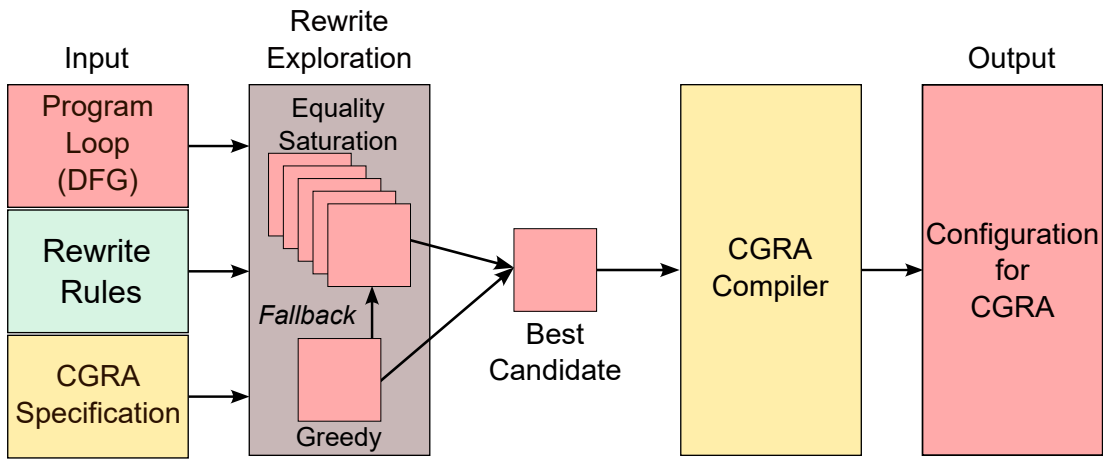 Input
Rewrite
Exploration
Output
Program
Loop
(DFG)
Rewrite
Rules
CGRA
Specification
Equality
Saturation
Fallback
Greedy
Best
Candidate
CGRA
Compiler
Configuration
for
CGRA